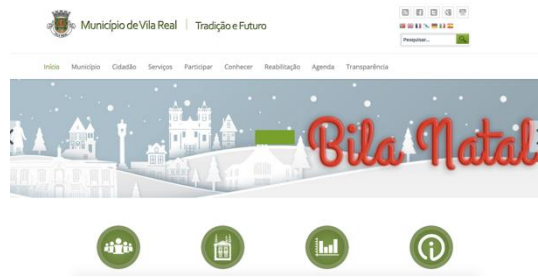 Município de Vila Real | Tradição e Futuro
Pesquisar...
Início Município Cidadão Serviços Participar Conhecer Reabilitação Agenda Transparência
Bila Natal